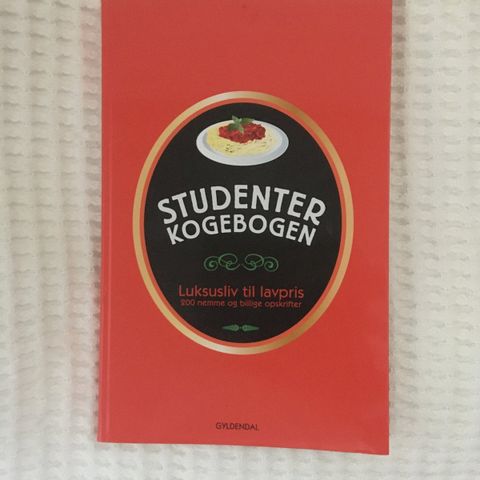 STUDENTER
KOGEBOGEN
Luksusliv til lavpris
200 nemme og billige opskrifter
GYLDENDAL